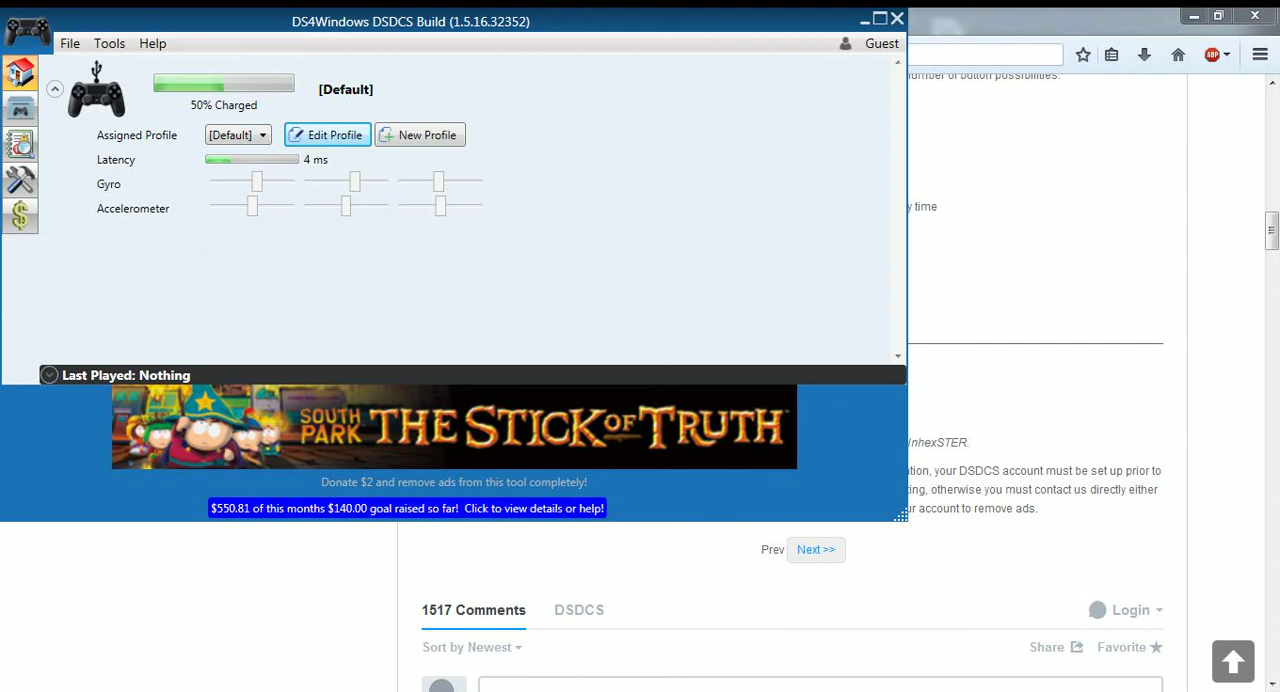 DS4Windows DSDCS Build (1.5.16.32352)
File Tools Help
Guest
ABP
number of button possibilities.
[Default]
50% Charged
Assigned Profile [Default] Edit Profile New Profile
Latency 4 ms
Gyro
y time
Accelerometer
Last Played: Nothing
SOUTH PARK THE STICK OF TRUTH
InhexSTER.
ation, your DSDCS account must be set up prior to
ting, otherwise you must contact us directly either
ur account to remove ads.
Donate $2 and remove ads from this tool completely!
$550.81 of this months $140.00 goal raised so far! Click to view details or help!
Prev Next >>
1517 Comments DSDCS Login
Sort by Newest Share Favorite